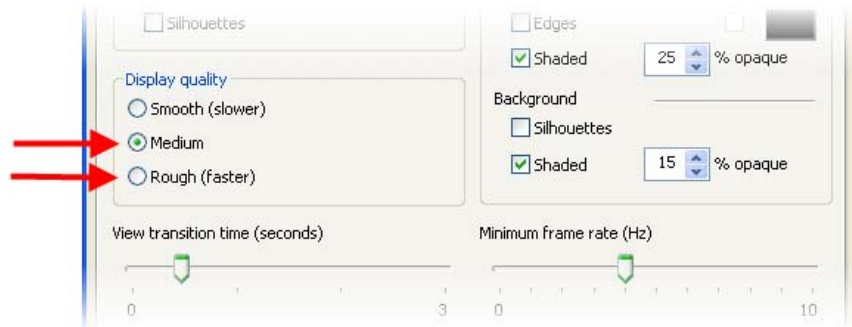 Silhouettes
Display quality
Smooth (slower)
Medium
Rough (faster)
View transition time (seconds)
0 3
Edges
Shaded 25 % opaque
Background
Silhouettes
Shaded 15 % opaque
Minimum frame rate (Hz)
0 10